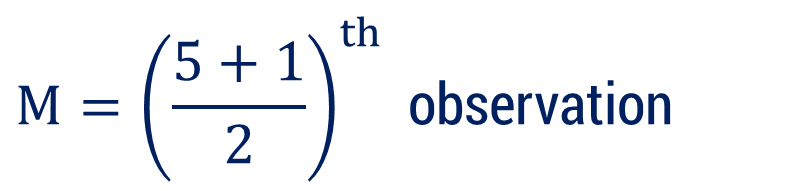 M = ((5 + 1)/2)^th observation